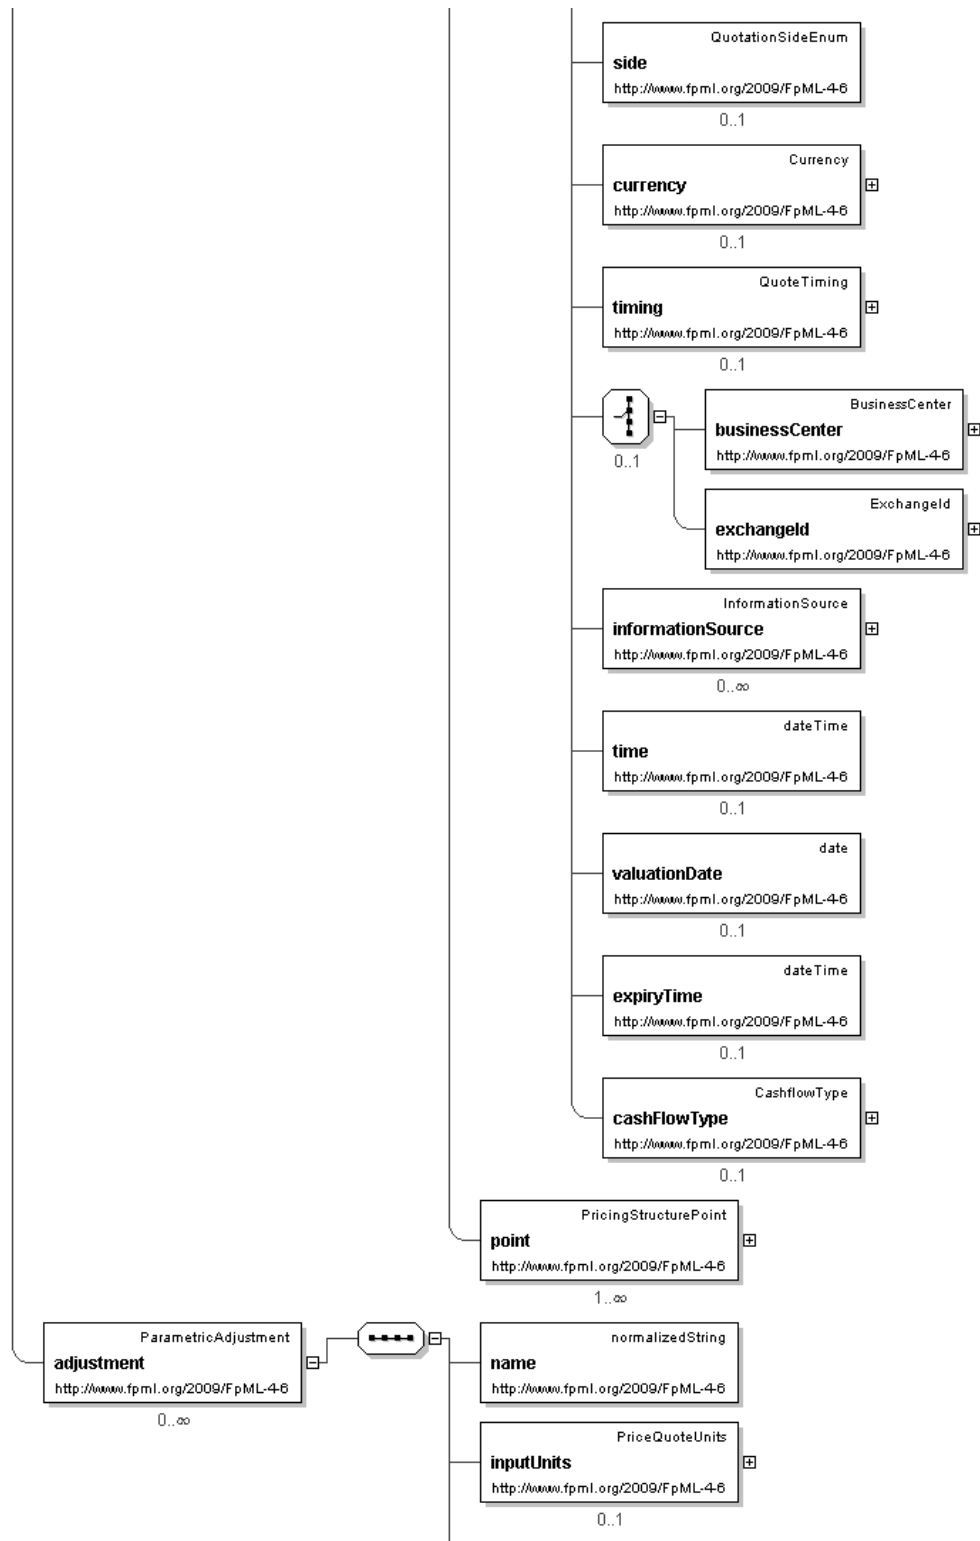 QuotationSideEnum
side
http://www.fpml.org/2009/FpML-4-6
0..1
Currency
currency
http://www.fpml.org/2009/FpML-4-6
0..1
QuoteTiming
timing
http://www.fpml.org/2009/FpML-4-6
0..1
0..1
BusinessCenter
businessCenter
http://www.fpml.org/2009/FpML-4-6
ExchangeId
exchangeId
http://www.fpml.org/2009/FpML-4-6
InformationSource
informationSource
http://www.fpml.org/2009/FpML-4-6
0..∞
dateTime
time
http://www.fpml.org/2009/FpML-4-6
0..1
date
valuationDate
http://www.fpml.org/2009/FpML-4-6
0..1
dateTime
expiryTime
http://www.fpml.org/2009/FpML-4-6
0..1
CashflowType
cashFlowType
http://www.fpml.org/2009/FpML-4-6
0..1
PricingStructurePoint
point
http://www.fpml.org/2009/FpML-4-6
1..∞
ParametricAdjustment
adjustment
http://www.fpml.org/2009/FpML-4-6
0..∞
normalizedString
name
http://www.fpml.org/2009/FpML-4-6
PriceQuoteUnits
inputUnits
http://www.fpml.org/2009/FpML-4-6
0..1